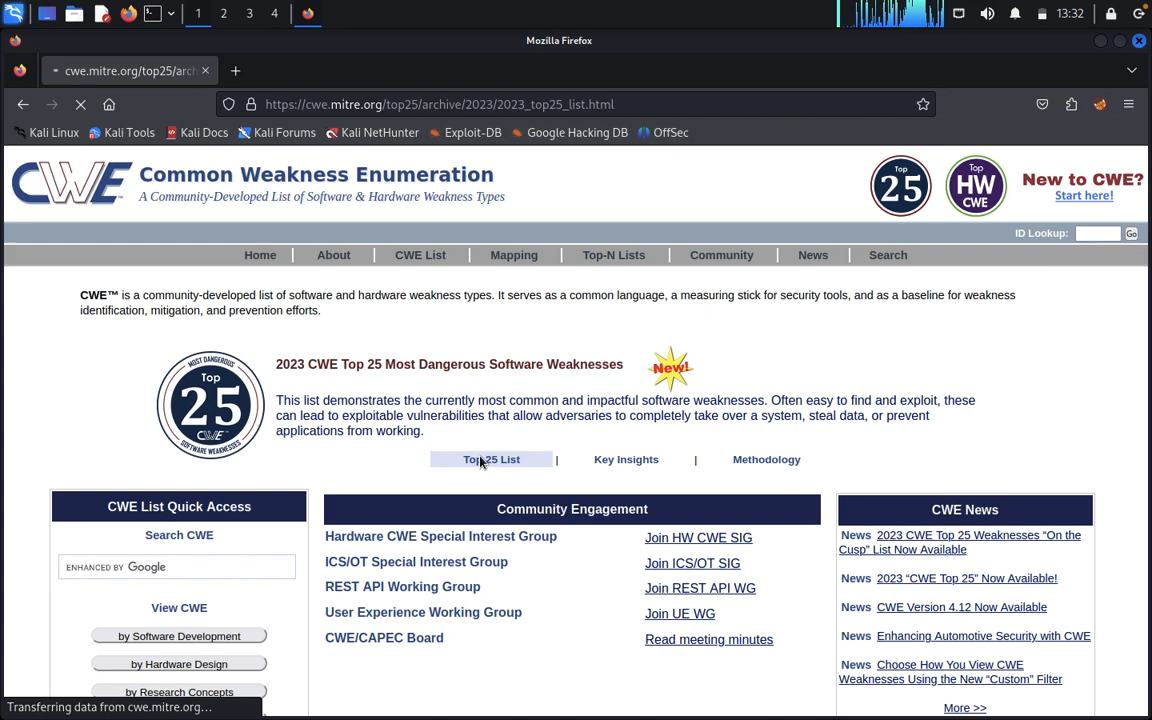 1 2 3 4
13:32
Mozilla Firefox
cwe.mitre.org/top25/arch
https://cwe.mitre.org/top25/archive/2023/2023_top25_list.html
Kali Linux Kali Tools Kali Docs Kali Forums Kali NetHunter Exploit-DB Google Hacking DB OffSec
CWE™ Common Weakness Enumeration
A Community-Developed List of Software & Hardware Weakness Types
Top 25
Top HW CWE
New to CWE?
Start here!
ID Lookup: Go
Home About CWE List Mapping Top-N Lists Community News Search
CWE™ is a community-developed list of software and hardware weakness types. It serves as a common language, a measuring stick for security tools, and as a baseline for weakness
identification, mitigation, and prevention efforts.
MOST DANGEROUS
Top
25
CWE
SOFTWARE WEAKNESSES
2023 CWE Top 25 Most Dangerous Software Weaknesses New!
This list demonstrates the currently most common and impactful software weaknesses. Often easy to find and exploit, these
can lead to exploitable vulnerabilities that allow adversaries to completely take over a system, steal data, or prevent
applications from working.
Top 25 List | Key Insights | Methodology
CWE List Quick Access
Search CWE
ENHANCED BY Google
View CWE
by Software Development
by Hardware Design
by Research Concepts
Community Engagement
Hardware CWE Special Interest Group Join HW CWE SIG
ICS/OT Special Interest Group Join ICS/OT SIG
REST API Working Group Join REST API WG
User Experience Working Group Join UE WG
CWE/CAPEC Board Read meeting minutes
CWE News
News 2023 CWE Top 25 Weaknesses “On the
Cusp” List Now Available
News 2023 “CWE Top 25” Now Available!
News CWE Version 4.12 Now Available
News Enhancing Automotive Security with CWE
News Choose How You View CWE
Weaknesses Using the New “Custom” Filter
More >>
Transferring data from cwe.mitre.org…